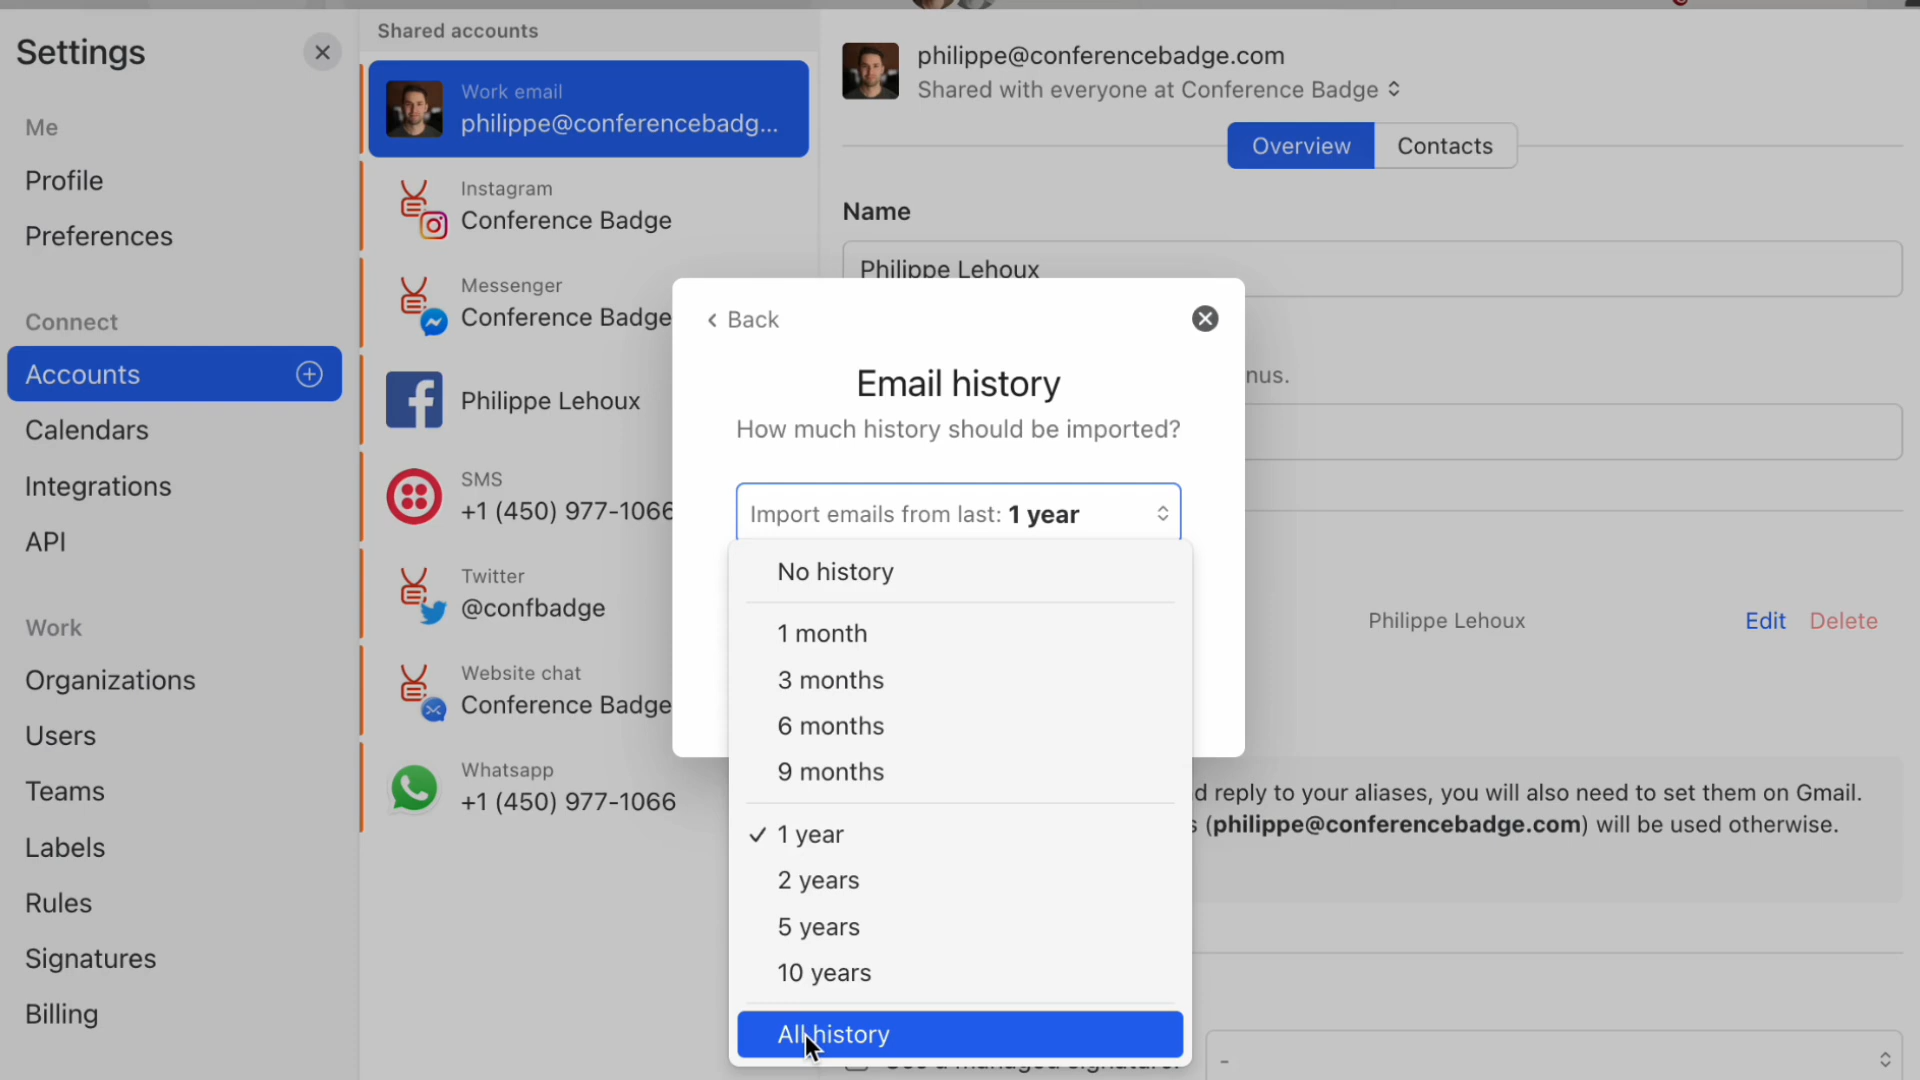 Settings
Me
Profile
Preferences
Connect
Accounts
Calendars
Integrations
API
Work
Organizations
Users
Teams
Labels
Rules
Signatures
Billing
Shared accounts
Work email
philippe@conferencebadg...
Instagram
Conference Badge
Messenger
Conference Badge
Philippe Lehoux
SMS
+1 (450) 977-1066
Twitter
@confbadge
Website chat
Conference Badge
Whatsapp
+1 (450) 977-1066
philippe@conferencebadge.com
Shared with everyone at Conference Badge
Overview Contacts
Name
Philippe Lehoux
nus.
Philippe Lehoux Edit Delete
d reply to your aliases, you will also need to set them on Gmail.
s (philippe@conferencebadge.com) will be used otherwise.
-
Back
Email history
How much history should be imported?
Import emails from last: 1 year
No history
1 month
3 months
6 months
9 months
1 year
2 years
5 years
10 years
All history